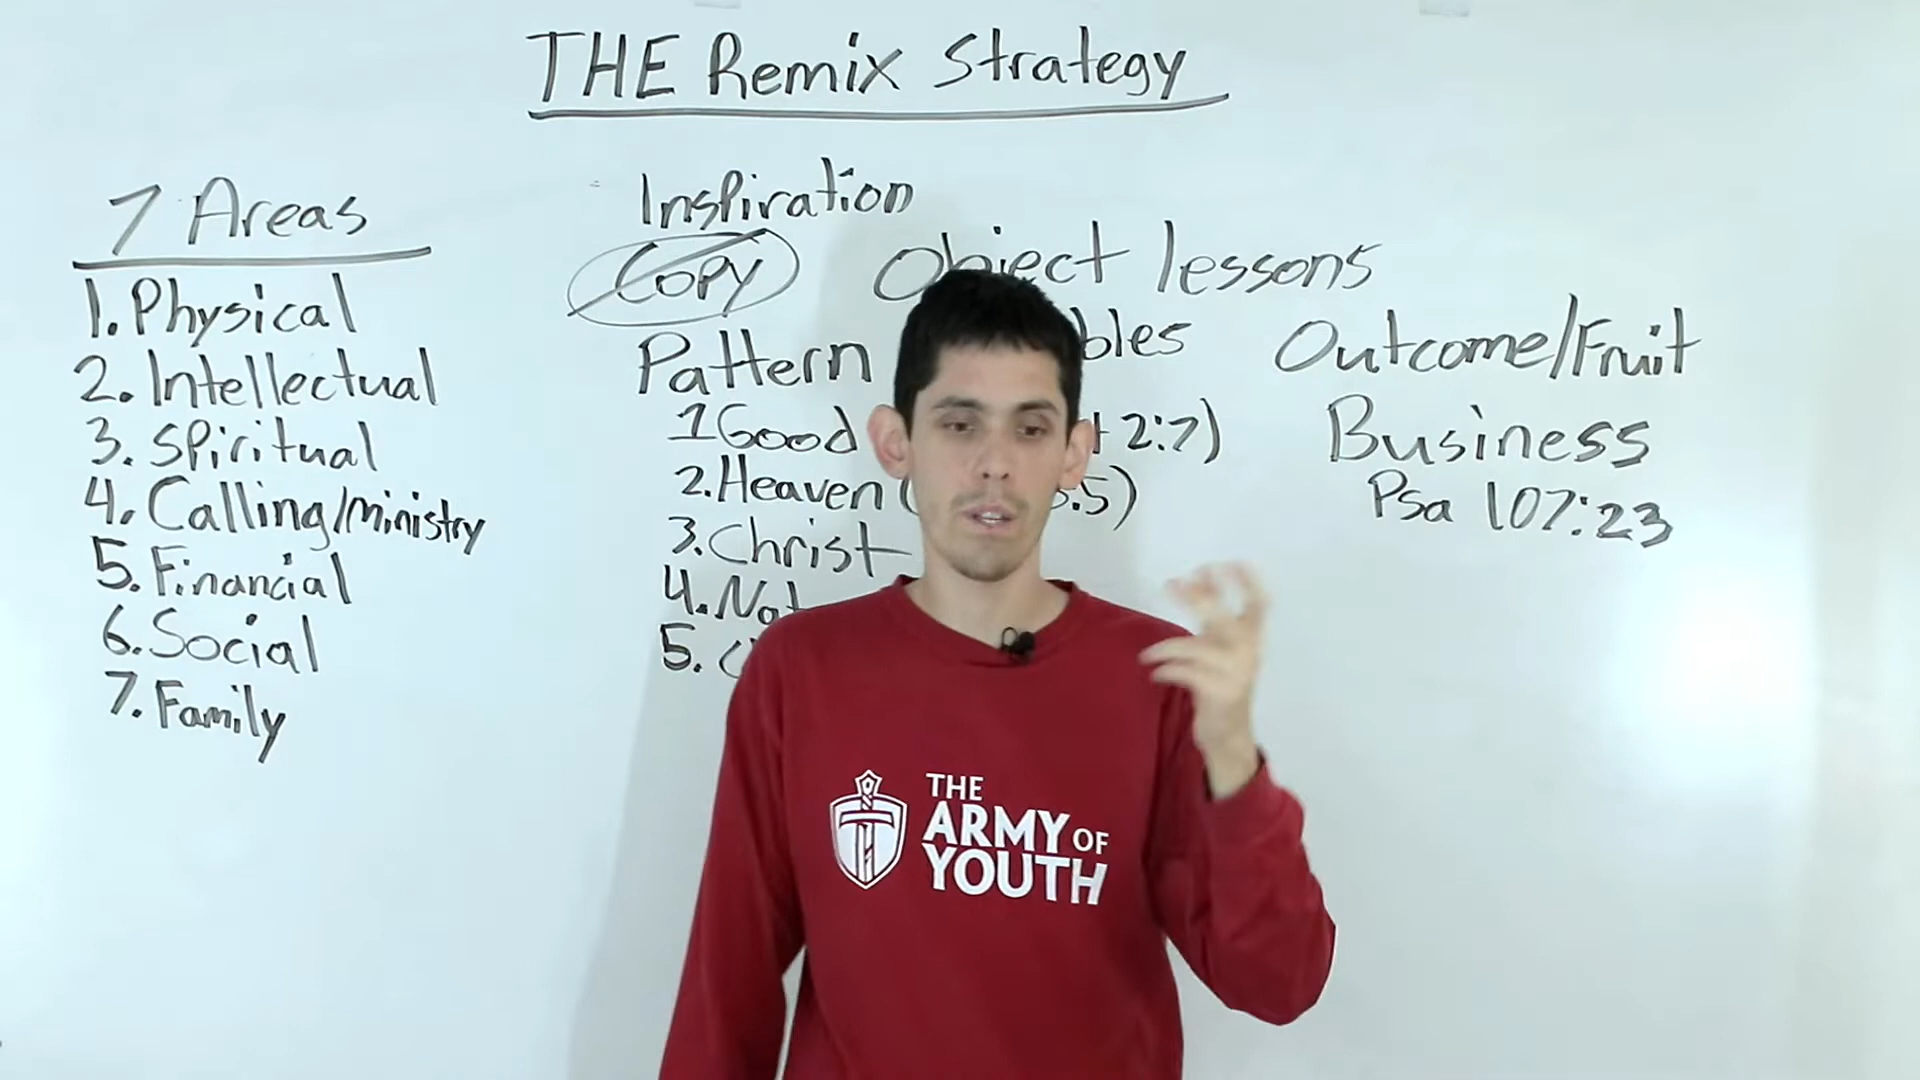 THE Remix Strategy
7 Areas
1. Physical
2. Intellectual
3. Spiritual
4. Calling/Ministry
5. Financial
6. Social
7. Family
Inspiration
Copy Object lessons
Pattern
1 Good 2:7)
2. Heaven ( .5)
3. Christ
4.
5.
Outcome/Fruit
Business
Psa 107:23
THE
ARMY OF
YOUTH